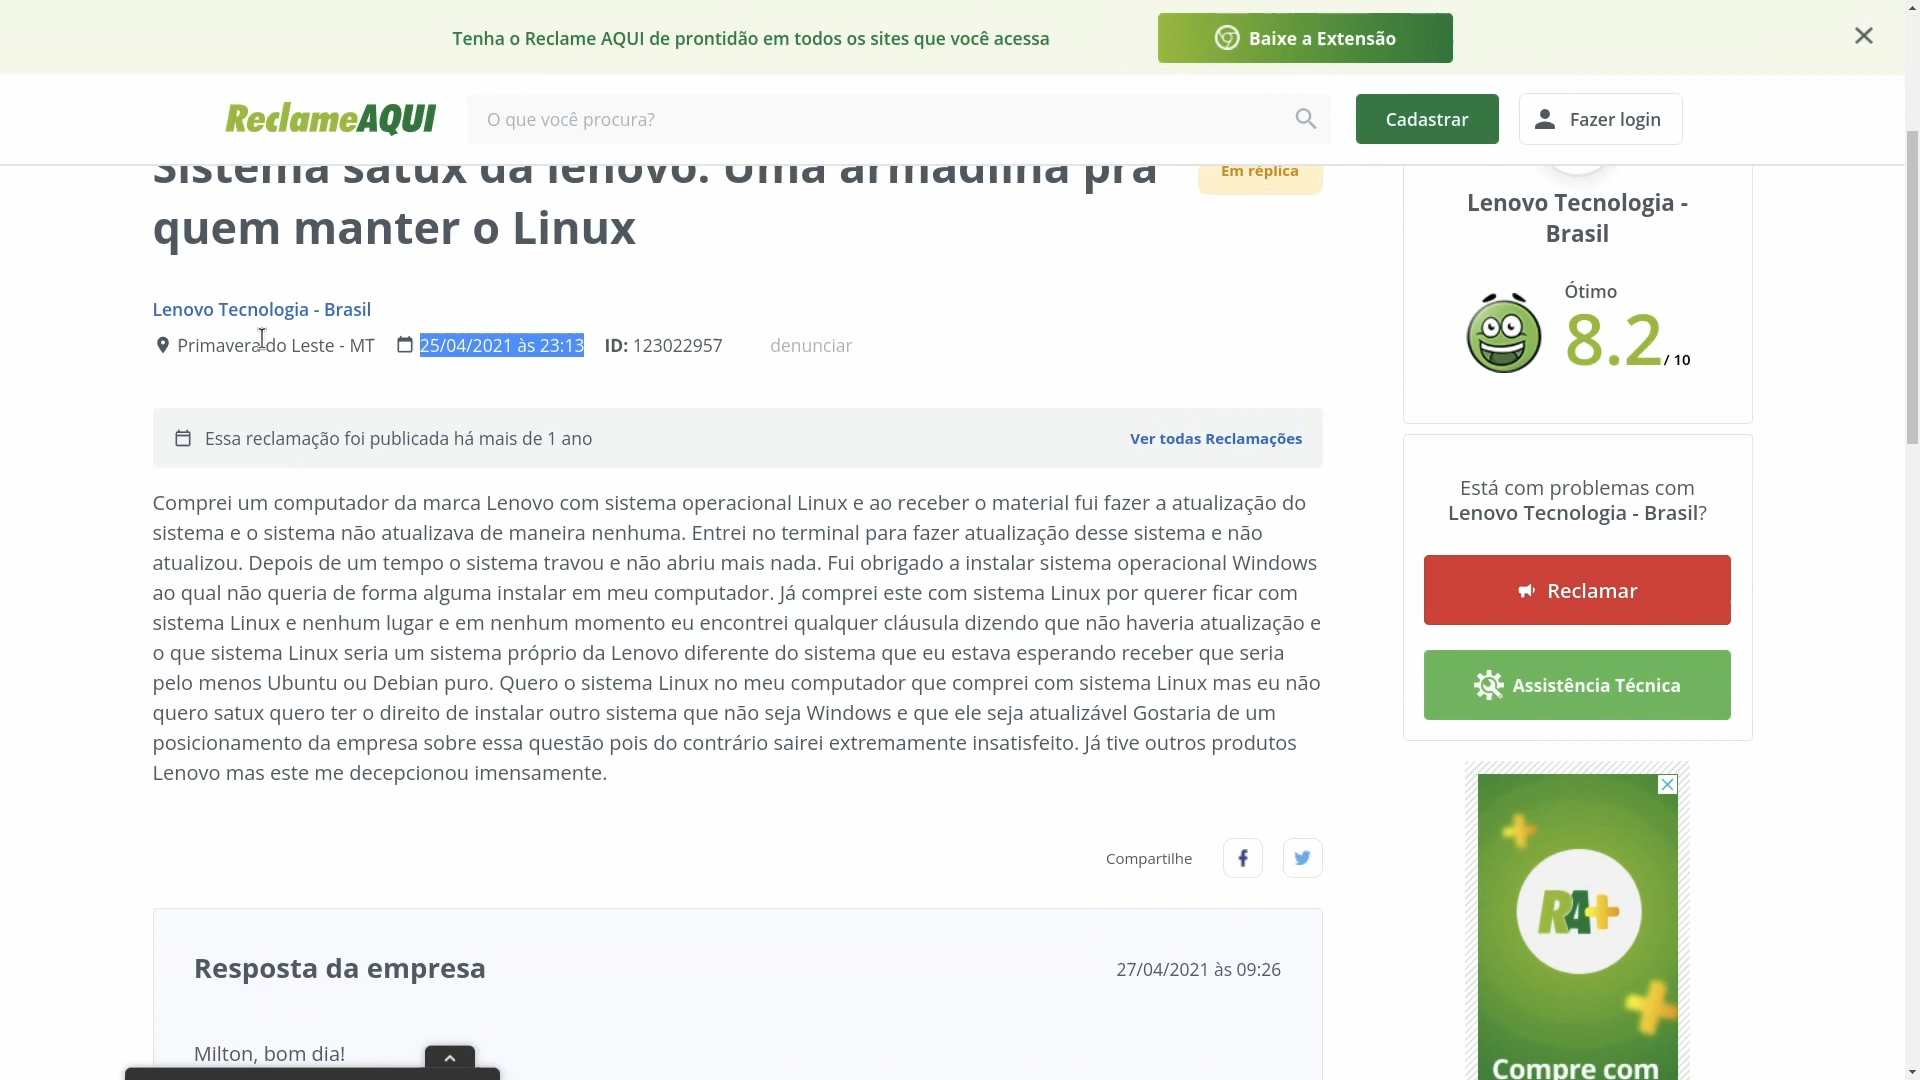 Tenha o Reclame AQUI de prontidão em todos os sites que você acessa
Baixe a Extensão
ReclameAQUI
O que você procura?
Cadastrar
Fazer login
Sistema satux da lenovo. Uma armadilha pra
quem manter o Linux
Em réplica
Lenovo Tecnologia - Brasil
Primavera do Leste - MT
25/04/2021 às 23:13
ID: 123022957
denunciar
Essa reclamação foi publicada há mais de 1 ano
Ver todas Reclamações
Comprei um computador da marca Lenovo com sistema operacional Linux e ao receber o material fui fazer a atualização do
sistema e o sistema não atualizava de maneira nenhuma. Entrei no terminal para fazer atualização desse sistema e não
atualizou. Depois de um tempo o sistema travou e não abriu mais nada. Fui obrigado a instalar sistema operacional Windows
ao qual não queria de forma alguma instalar em meu computador. Já comprei este com sistema Linux por querer ficar com
sistema Linux e nenhum lugar e em nenhum momento eu encontrei qualquer cláusula dizendo que não haveria atualização e
o que sistema Linux seria um sistema próprio da Lenovo diferente do sistema que eu estava esperando receber que seria
pelo menos Ubuntu ou Debian puro. Quero o sistema Linux no meu computador que comprei com sistema Linux mas eu não
quero satux quero ter o direito de instalar outro sistema que não seja Windows e que ele seja atualizável Gostaria de um
posicionamento da empresa sobre essa questão pois do contrário sairei extremamente insatisfeito. Já tive outros produtos
Lenovo mas este me decepcionou imensamente.
Compartilhe
Resposta da empresa
27/04/2021 às 09:26
Milton, bom dia!
Lenovo Tecnologia -
Brasil
Ótimo
8.2 / 10
Está com problemas com
Lenovo Tecnologia - Brasil?
Reclamar
Assistência Técnica
RA+
Compre com